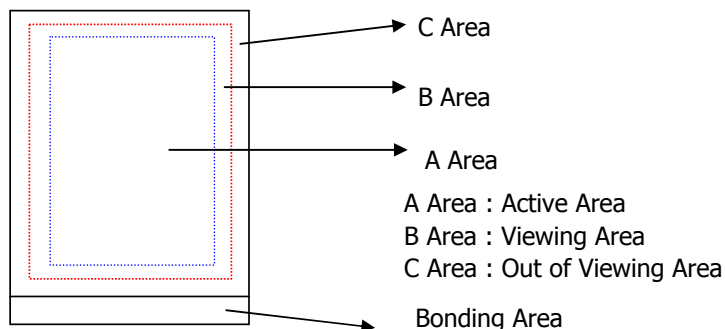 C Area
B Area
A Area
A Area : Active Area
B Area : Viewing Area
C Area : Out of Viewing Area
Bonding Area